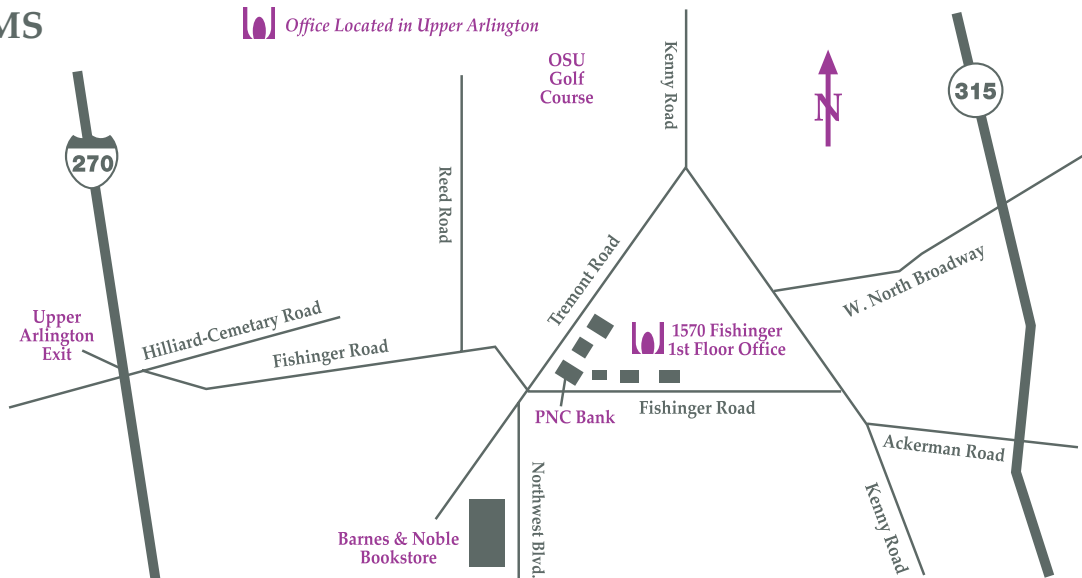 MS
Office Located in Upper Arlington
OSU
Golf
Course
Kenny Road
N
315
270
Reed Road
Tremont Road
W. North Broadway
Upper
Arlington
Exit
Hilliard-Cemetary Road
Fishinger Road
1570 Fishinger
1st Floor Office
PNC Bank
Fishinger Road
Ackerman Road
Kenny Road
Northwest Blvd.
Barnes & Noble
Bookstore